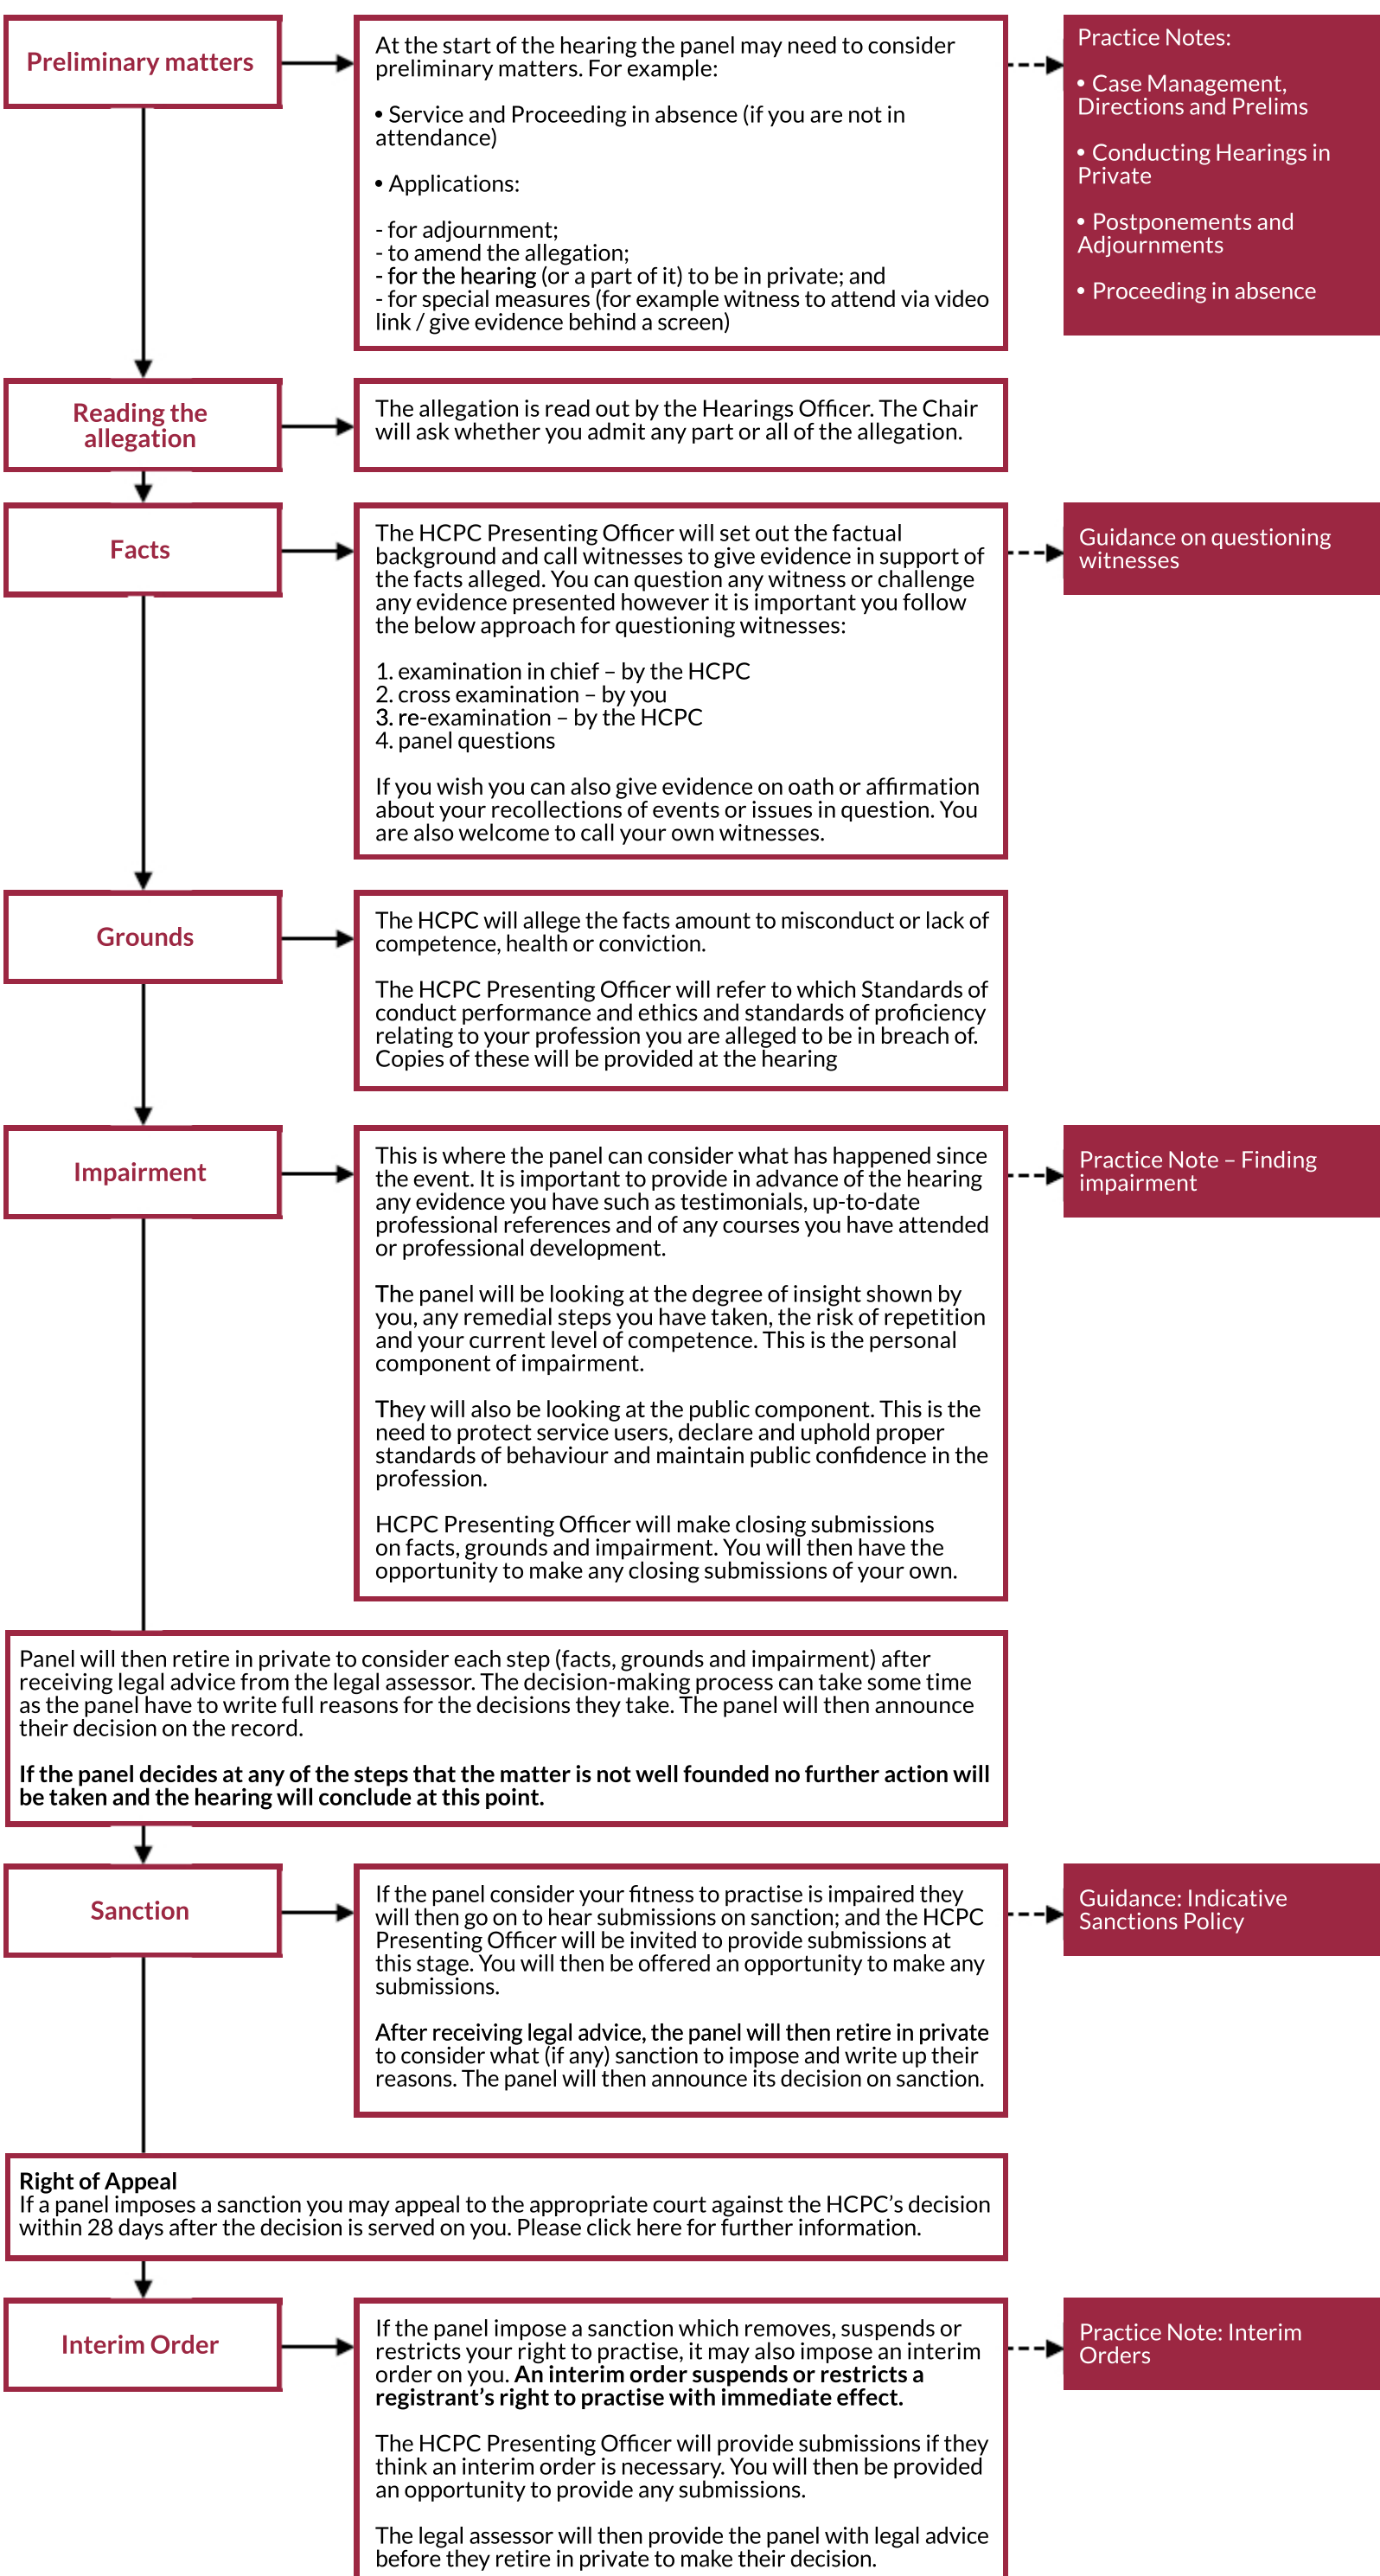 Preliminary matters
At the start of the hearing the panel may need to consider
preliminary matters. For example:
• Service and Proceeding in absence (if you are not in
attendance)
• Applications:
- for adjournment;
- to amend the allegation;
- for the hearing (or a part of it) to be in private; and
- for special measures (for example witness to attend via video
link / give evidence behind a screen)
Practice Notes:
• Case Management,
Directions and Prelims
• Conducting Hearings in
Private
• Postponements and
Adjournments
• Proceeding in absence
Reading the
allegation
The allegation is read out by the Hearings Officer. The Chair
will ask whether you admit any part or all of the allegation.
Facts
The HCPC Presenting Officer will set out the factual
background and call witnesses to give evidence in support of
the facts alleged. You can question any witness or challenge
any evidence presented however it is important you follow
the below approach for questioning witnesses:
1. examination in chief – by the HCPC
2. cross examination – by you
3. re-examination – by the HCPC
4. panel questions
If you wish you can also give evidence on oath or affirmation
about your recollections of events or issues in question. You
are also welcome to call your own witnesses.
Guidance on questioning
witnesses
Grounds
The HCPC will allege the facts amount to misconduct or lack of
competence, health or conviction.
The HCPC Presenting Officer will refer to which Standards of
conduct performance and ethics and standards of proficiency
relating to your profession you are alleged to be in breach of.
Copies of these will be provided at the hearing
Impairment
This is where the panel can consider what has happened since
the event. It is important to provide in advance of the hearing
any evidence you have such as testimonials, up-to-date
professional references and of any courses you have attended
or professional development.
The panel will be looking at the degree of insight shown by
you, any remedial steps you have taken, the risk of repetition
and your current level of competence. This is the personal
component of impairment.
They will also be looking at the public component. This is the
need to protect service users, declare and uphold proper
standards of behaviour and maintain public confidence in the
profession.
HCPC Presenting Officer will make closing submissions
on facts, grounds and impairment. You will then have the
opportunity to make any closing submissions of your own.
Practice Note – Finding
impairment
Panel will then retire in private to consider each step (facts, grounds and impairment) after
receiving legal advice from the legal assessor. The decision-making process can take some time
as the panel have to write full reasons for the decisions they take. The panel will then announce
their decision on the record.
If the panel decides at any of the steps that the matter is not well founded no further action will
be taken and the hearing will conclude at this point.
Sanction
If the panel consider your fitness to practise is impaired they
will then go on to hear submissions on sanction; and the HCPC
Presenting Officer will be invited to provide submissions at
this stage. You will then be offered an opportunity to make any
submissions.
After receiving legal advice, the panel will then retire in private
to consider what (if any) sanction to impose and write up their
reasons. The panel will then announce its decision on sanction.
Guidance: Indicative
Sanctions Policy
Right of Appeal
If a panel imposes a sanction you may appeal to the appropriate court against the HCPC's decision
within 28 days after the decision is served on you. Please click here for further information.
Interim Order
If the panel impose a sanction which removes, suspends or
restricts your right to practise, it may also impose an interim
order on you. An interim order suspends or restricts a
registrant's right to practise with immediate effect.
The HCPC Presenting Officer will provide submissions if they
think an interim order is necessary. You will then be provided
an opportunity to provide any submissions.
The legal assessor will then provide the panel with legal advice
before they retire in private to make their decision.
Practice Note: Interim
Orders